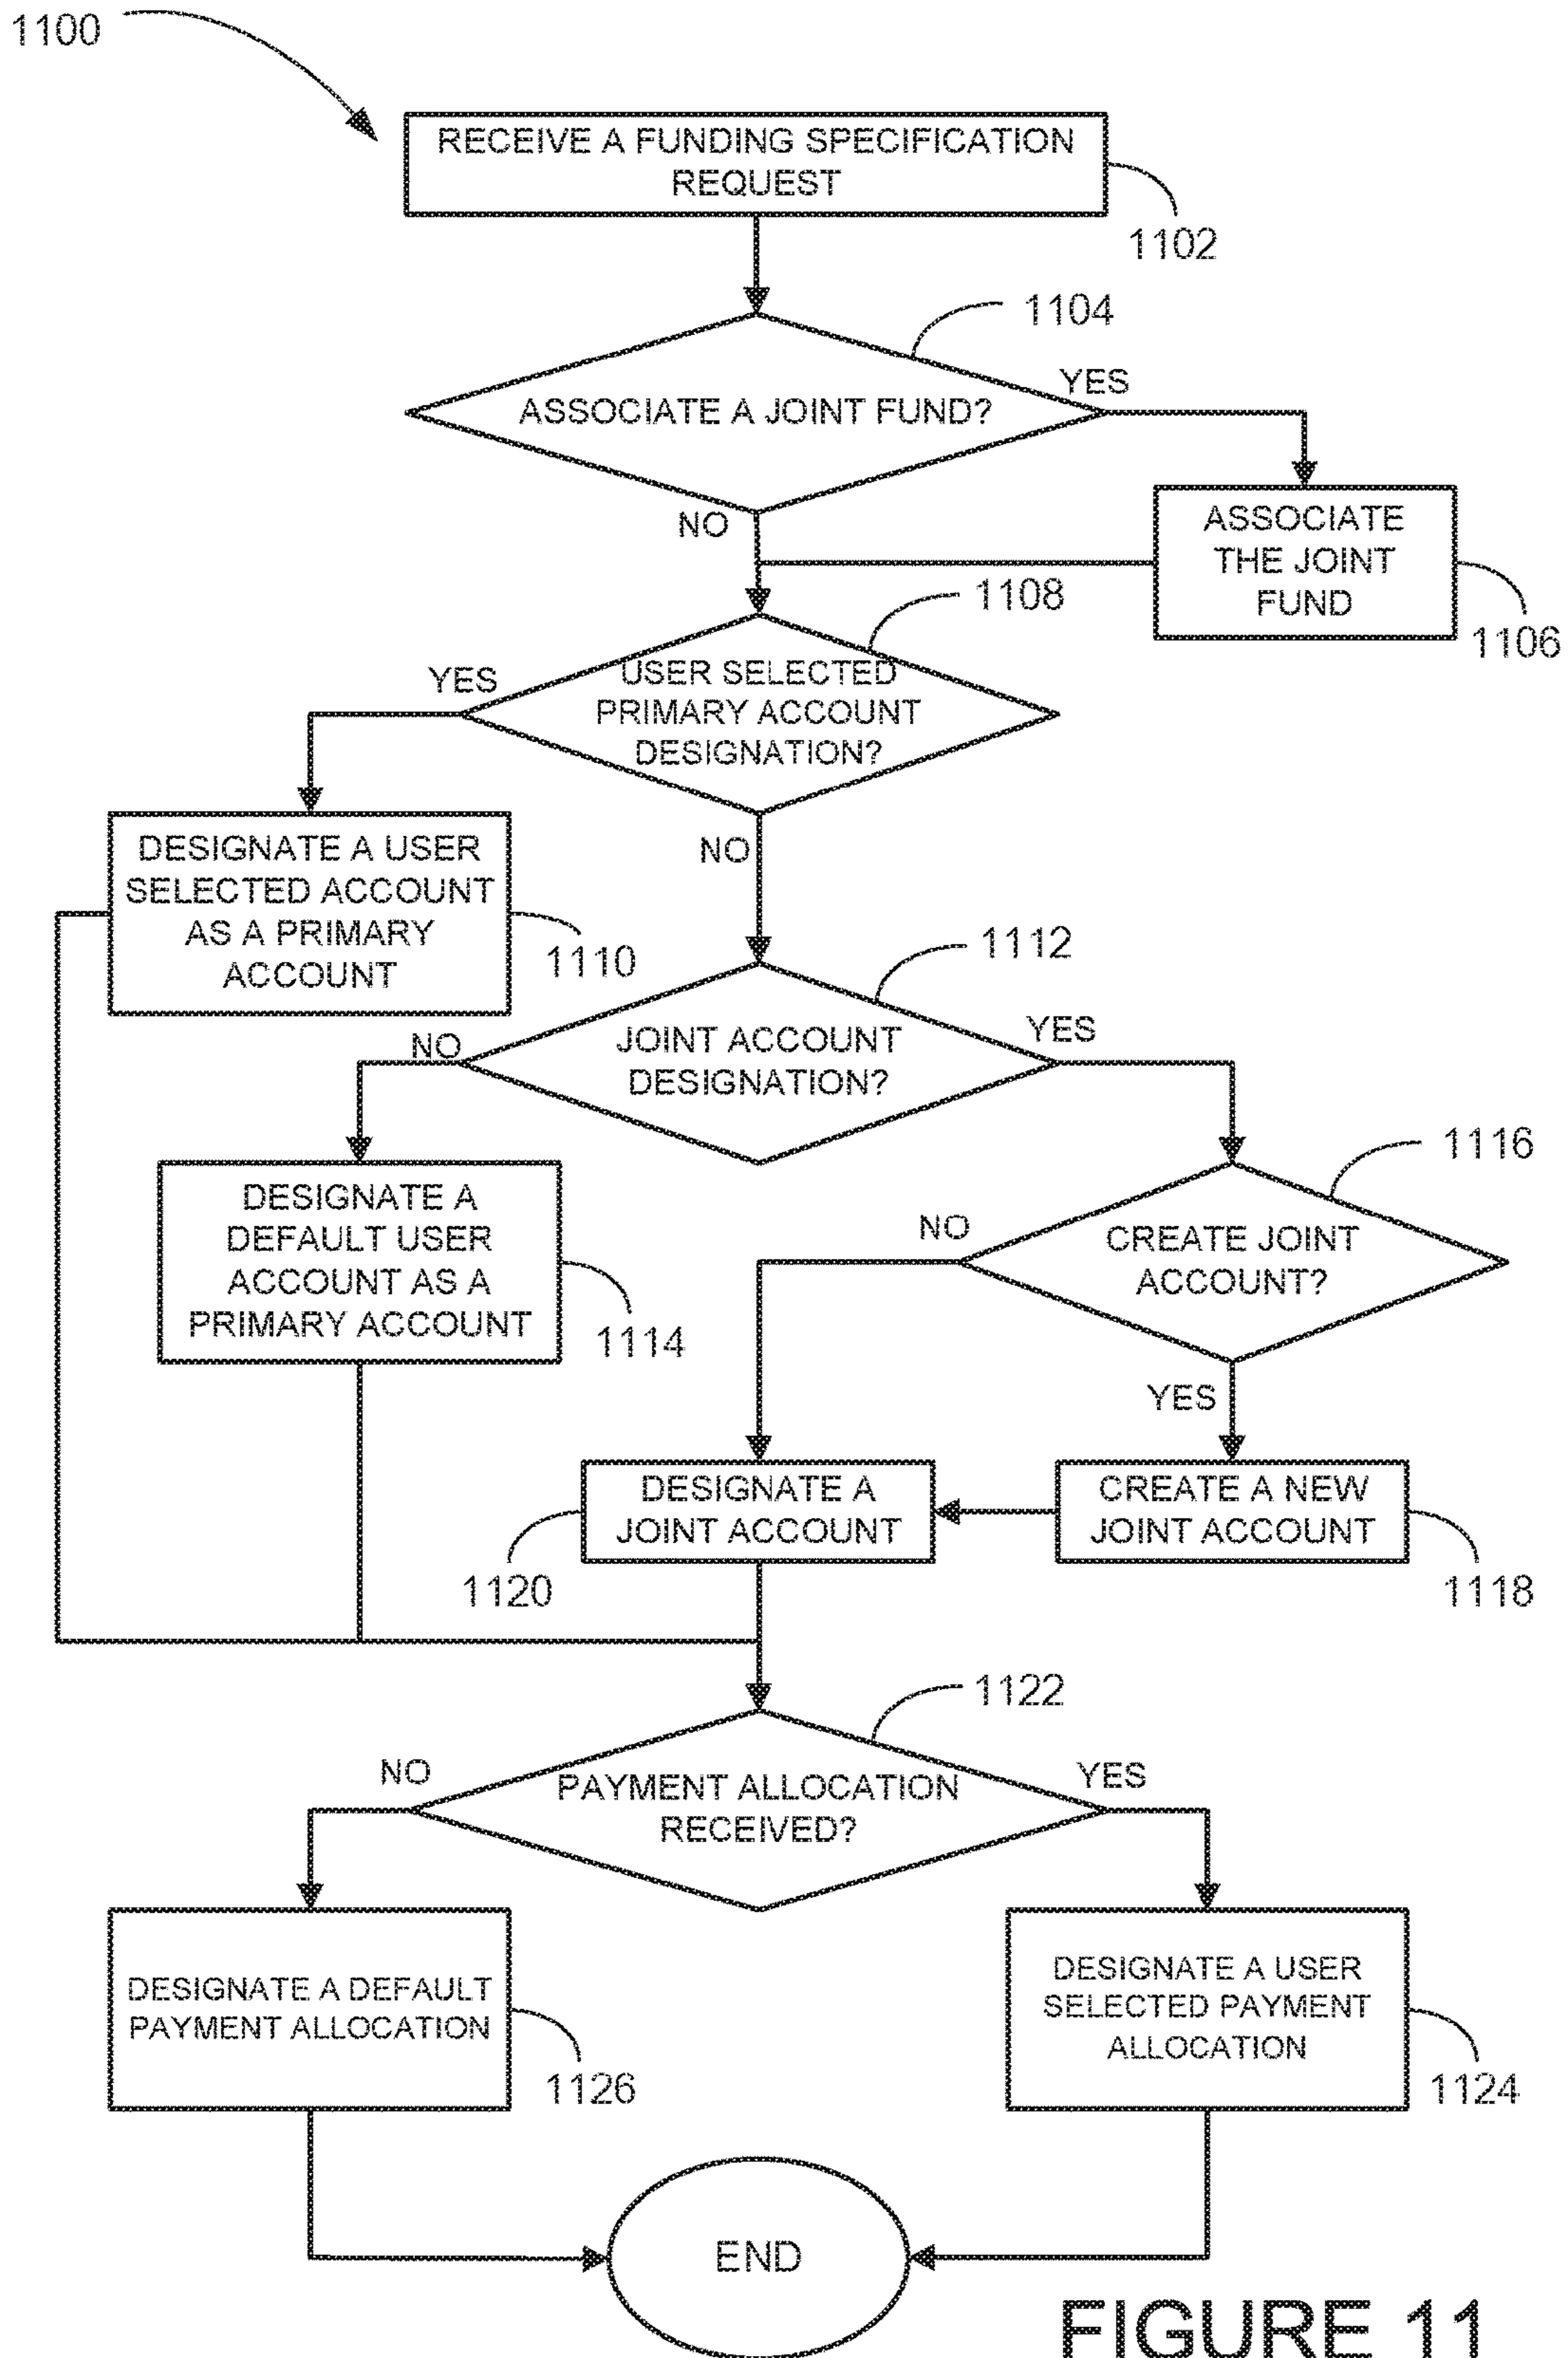 1100
RECEIVE A FUNDING SPECIFICATION
REQUEST
1102
1104
YES
ASSOCIATE A JOINT FUND?
NO
ASSOCIATE
THE JOINT
FUND
1106
1108
YES
USER SELECTED
PRIMARY ACCOUNT
DESIGNATION?
NO
DESIGNATE A USER
SELECTED ACCOUNT
AS A PRIMARY
ACCOUNT
1110
1112
NO
YES
JOINT ACCOUNT
DESIGNATION?
1116
DESIGNATE A
DEFAULT USER
ACCOUNT AS A
PRIMARY ACCOUNT
1114
NO
CREATE JOINT
ACCOUNT?
YES
DESIGNATE A
JOINT ACCOUNT
1120
CREATE A NEW
JOINT ACCOUNT
1118
1122
NO
YES
PAYMENT ALLOCATION
RECEIVED?
DESIGNATE A DEFAULT
PAYMENT ALLOCATION
1126
DESIGNATE A USER
SELECTED PAYMENT
ALLOCATION
1124
END
FIGURE 11